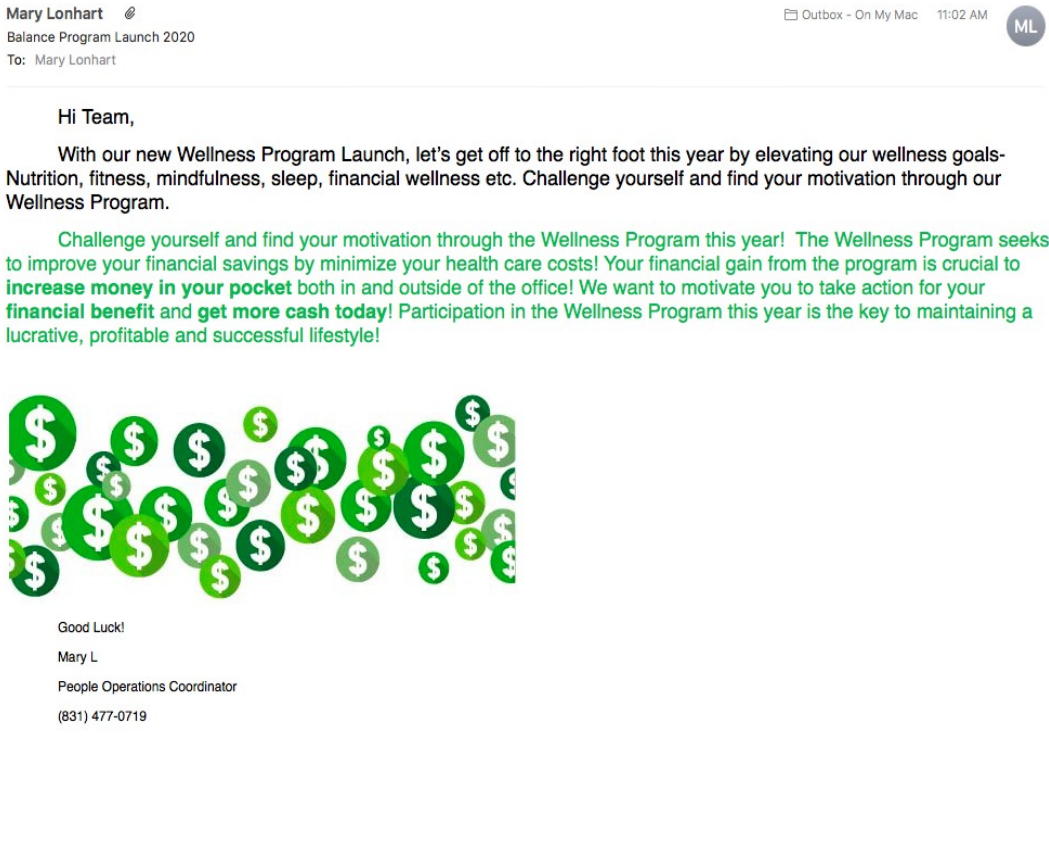 Mary Lonhart
Outbox - On My Mac 11:02 AM
ML
Balance Program Launch 2020
To: Mary Lonhart
Hi Team,
With our new Wellness Program Launch, let’s get off to the right foot this year by elevating our wellness goals-
Nutrition, fitness, mindfulness, sleep, financial wellness etc. Challenge yourself and find your motivation through our
Wellness Program.
Challenge yourself and find your motivation through the Wellness Program this year! The Wellness Program seeks
to improve your financial savings by minimize your health care costs! Your financial gain from the program is crucial to
increase money in your pocket both in and outside of the office! We want to motivate you to take action for your
financial benefit and get more cash today! Participation in the Wellness Program this year is the key to maintaining a
lucrative, profitable and successful lifestyle!
Good Luck!
Mary L
People Operations Coordinator
(831) 477-0719